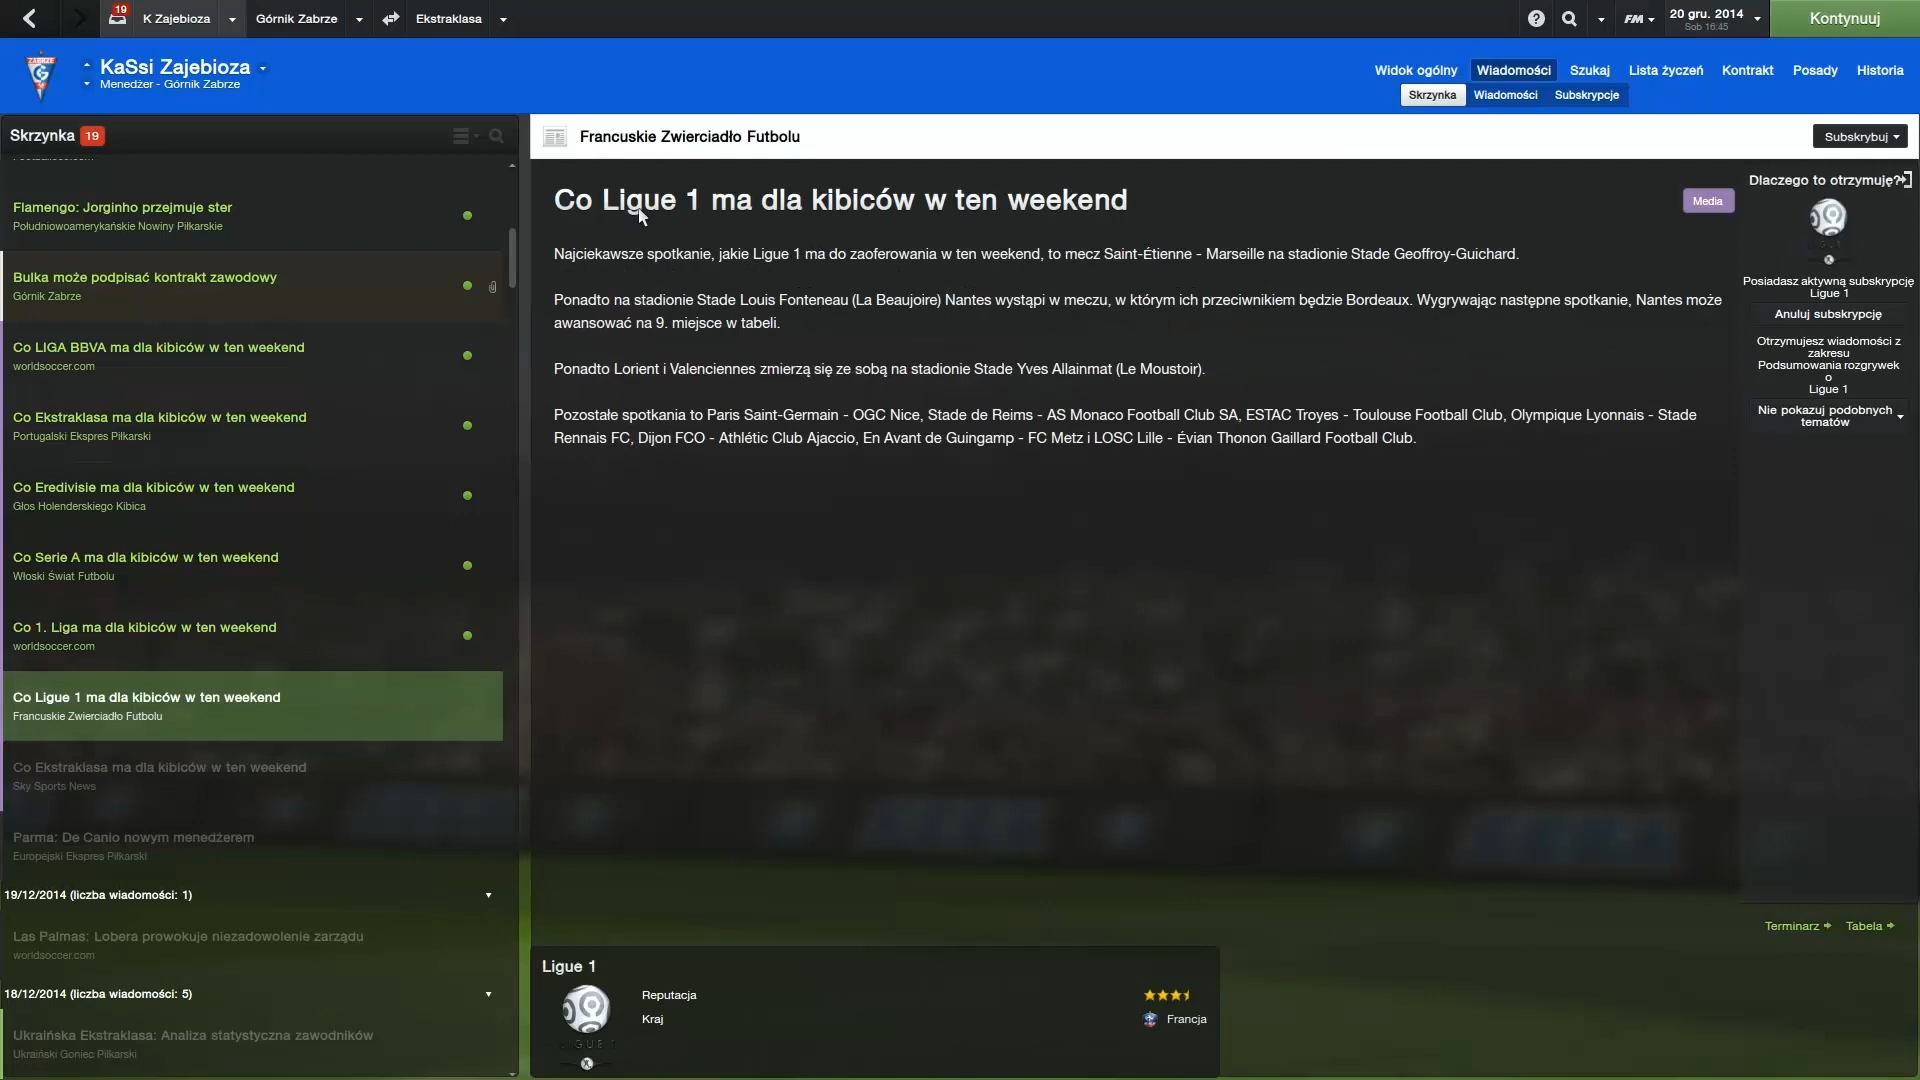 19
K Zajebioza
Górnik Zabrze
Ekstraklasa
FM
20 gru. 2014
Sob 16:45
Kontynuuj
KaSsi Zajebioza
Menedżer - Górnik Zabrze
Widok ogólny
Wiadomości
Szukaj
Lista życzeń
Kontrakt
Posady
Historia
Skrzynka
Wiadomości
Subskrypcje
Skrzynka 19
Flamengo: Jorginho przejmuje ster
Południowoamerykańskie Nowiny Piłkarskie
Bulka może podpisać kontrakt zawodowy
Górnik Zabrze
Co LIGA BBVA ma dla kibiców w ten weekend
worldsoccer.com
Co Ekstraklasa ma dla kibiców w ten weekend
Portugalski Ekspres Piłkarski
Co Eredivisie ma dla kibiców w ten weekend
Głos Holenderskiego Kibica
Co Serie A ma dla kibiców w ten weekend
Włoski Świat Futbolu
Co 1. Liga ma dla kibiców w ten weekend
worldsoccer.com
Co Ligue 1 ma dla kibiców w ten weekend
Francuskie Zwierciadło Futbolu
Co Ekstraklasa ma dla kibiców w ten weekend
Sky Sports News
Parma: De Canio nowym menedżerem
Europejski Ekspres Piłkarski
19/12/2014 (liczba wiadomości: 1)
Las Palmas: Lobera prowokuje niezadowolenie zarządu
worldsoccer.com
18/12/2014 (liczba wiadomości: 5)
Ukraińska Ekstraklasa: Analiza statystyczna zawodników
Ukraiński Goniec Piłkarski
Francuskie Zwierciadło Futbolu
Subskrybuj
Co Ligue 1 ma dla kibiców w ten weekend
Media
Najciekawsze spotkanie, jakie Ligue 1 ma do zaoferowania w ten weekend, to mecz Saint-Étienne - Marseille na stadionie Stade Geoffroy-Guichard.
Ponadto na stadionie Stade Louis Fonteneau (La Beaujoire) Nantes wystąpi w meczu, w którym ich przeciwnikiem będzie Bordeaux. Wygrywając następne spotkanie, Nantes może
awansować na 9. miejsce w tabeli.
Ponadto Lorient i Valenciennes zmierzą się ze sobą na stadionie Stade Yves Allainmat (Le Moustoir).
Pozostałe spotkania to Paris Saint-Germain - OGC Nice, Stade de Reims - AS Monaco Football Club SA, ESTAC Troyes - Toulouse Football Club, Olympique Lyonnais - Stade
Rennais FC, Dijon FCO - Athlétic Club Ajaccio, En Avant de Guingamp - FC Metz i LOSC Lille - Évian Thonon Gaillard Football Club.
Dlaczego to otrzymuję?
Posiadasz aktywną subskrypcję
Ligue 1
Anuluj subskrypcję
Otrzymujesz wiadomości z
zakresu
Podsumowania rozgrywek
o
Ligue 1
Nie pokazuj podobnych
tematów
Terminarz
Tabela
Ligue 1
Reputacja
Kraj
Francja
LIGUE 1